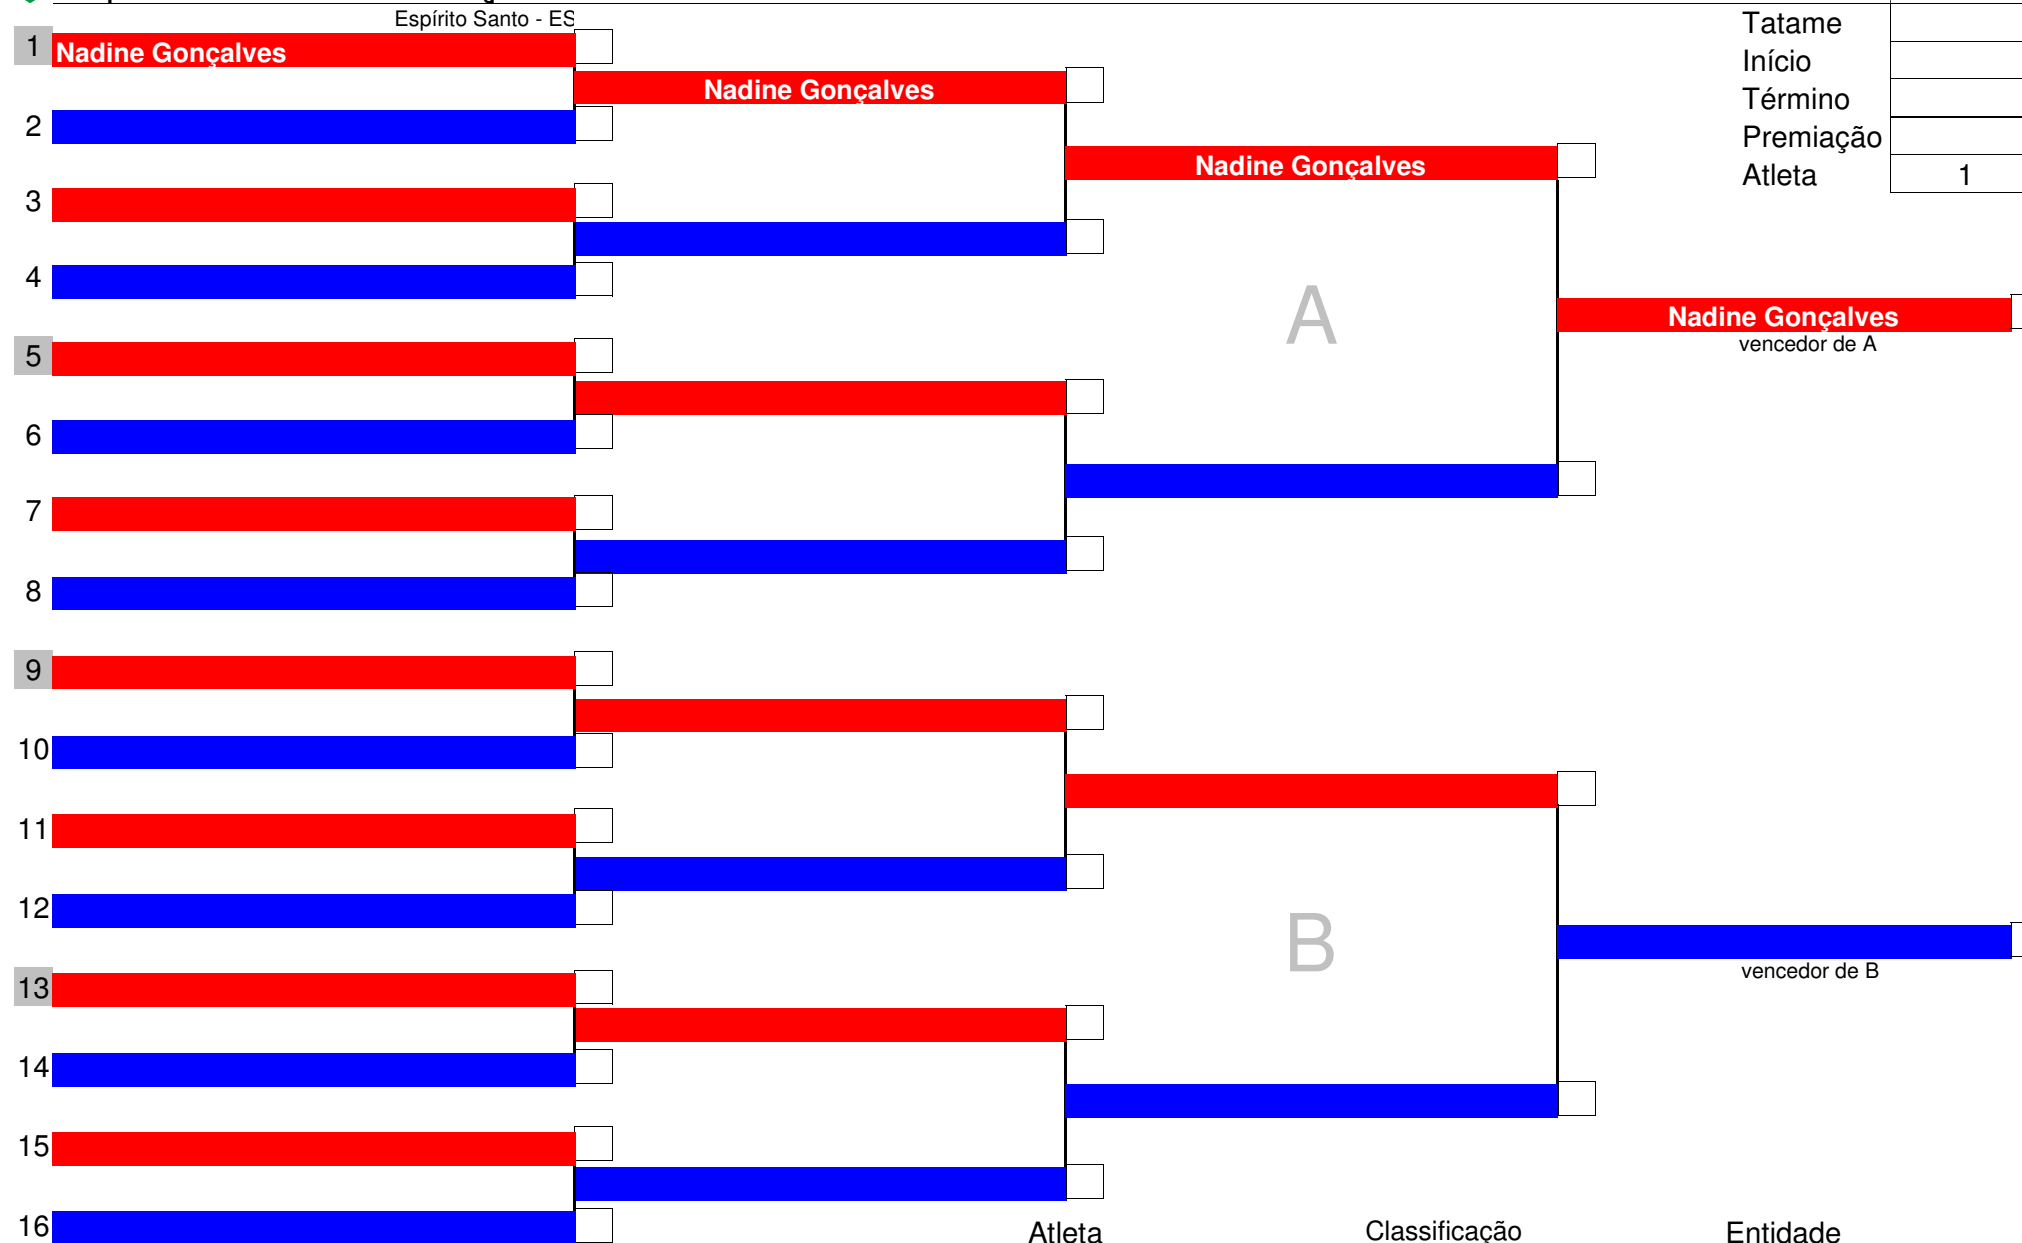 Espírito Santo - ES
Tatame
1 Nadine Gonçalves
Início
Nadine Gonçalves
Término
2
Premiação
Nadine Gonçalves
Atleta 1
3
4
A
Nadine Gonçalves
vencedor de A
5
6
7
8
9
10
11
12
B
vencedor de B
13
14
15
16
Atleta Classificação Entidade